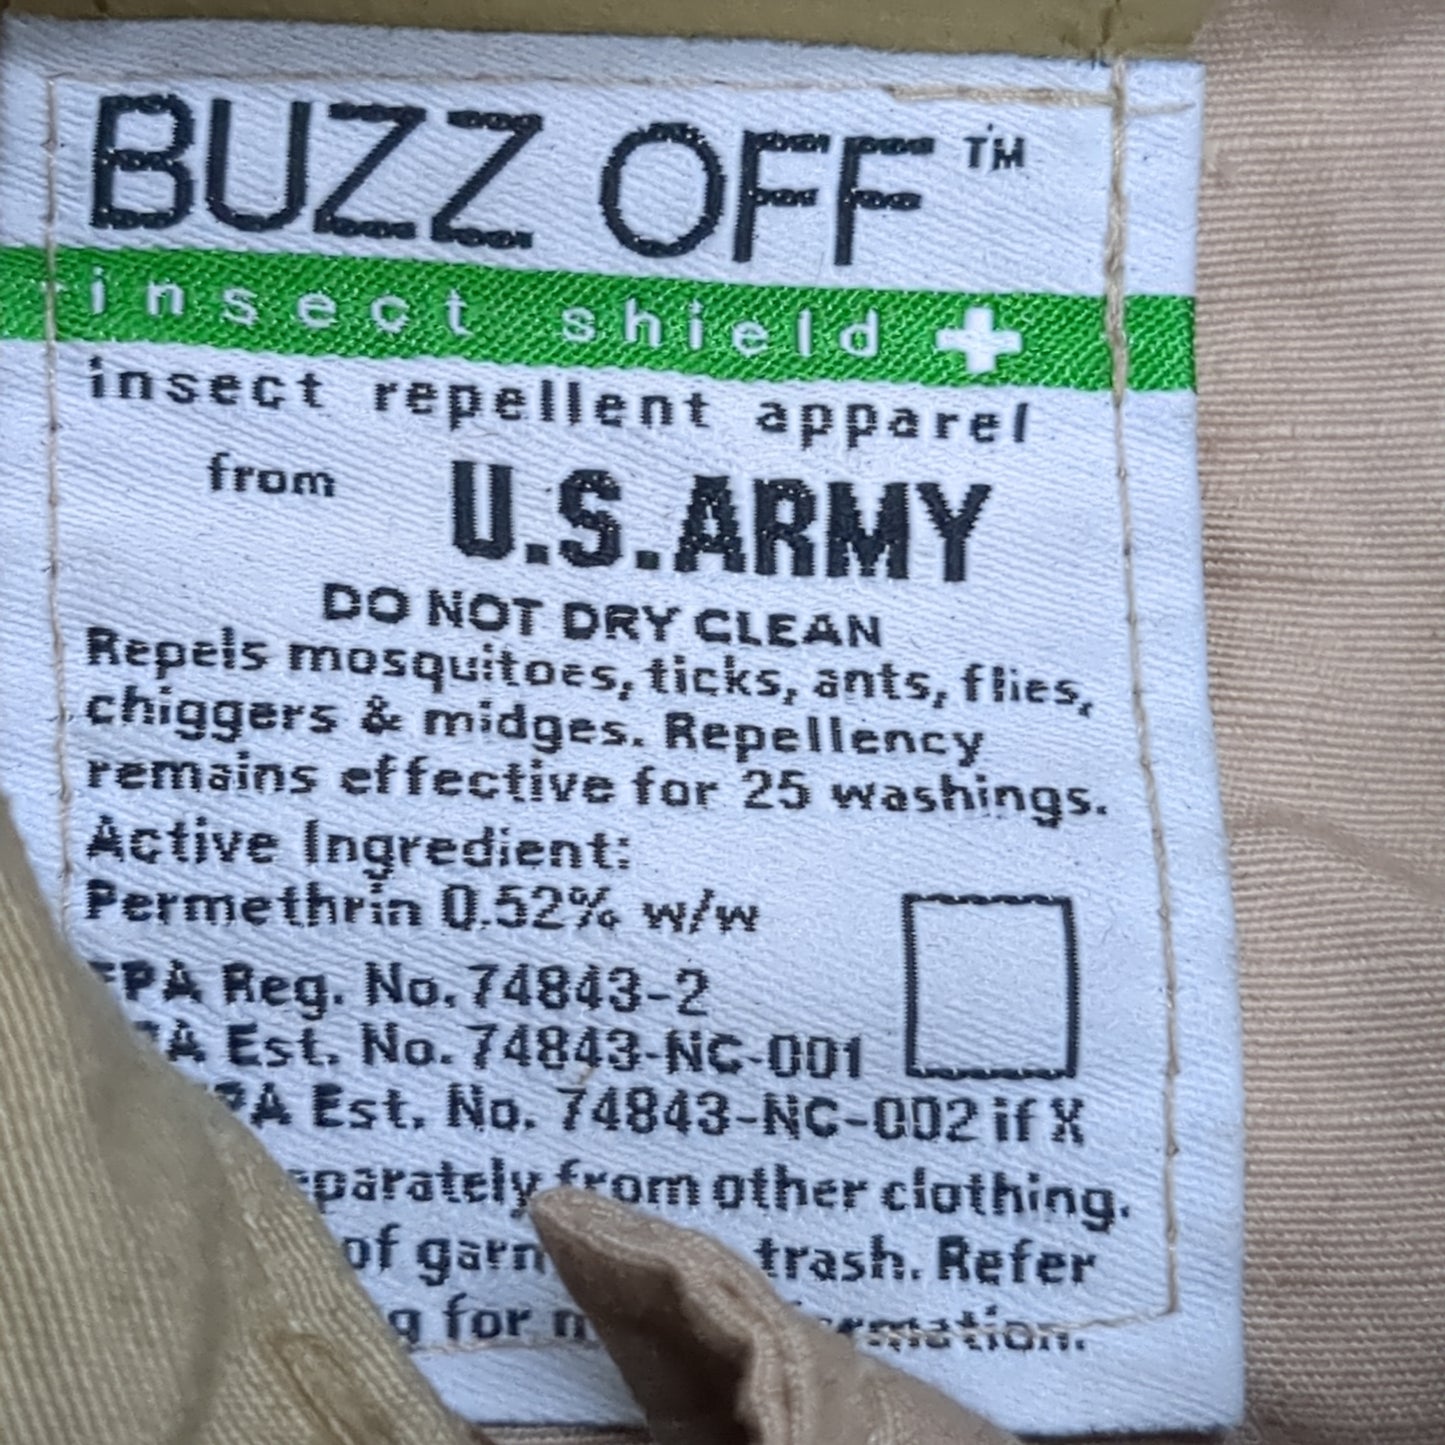 BUZZ OFF™
insect shield
insect repellent apparel
from U.S.ARMY
DO NOT DRY CLEAN
Repels mosquitoes, ticks, ants, flies,
chiggers & midges. Repellency
remains effective for 25 washings.
Active Ingredient:
Permethrin 0.52% w/w
EPA Reg. No. 74843-2
Est. No. 74843-NC-001
Est. No. 74843-NC-002 if X
from other clothing.
of trash. Refer
for